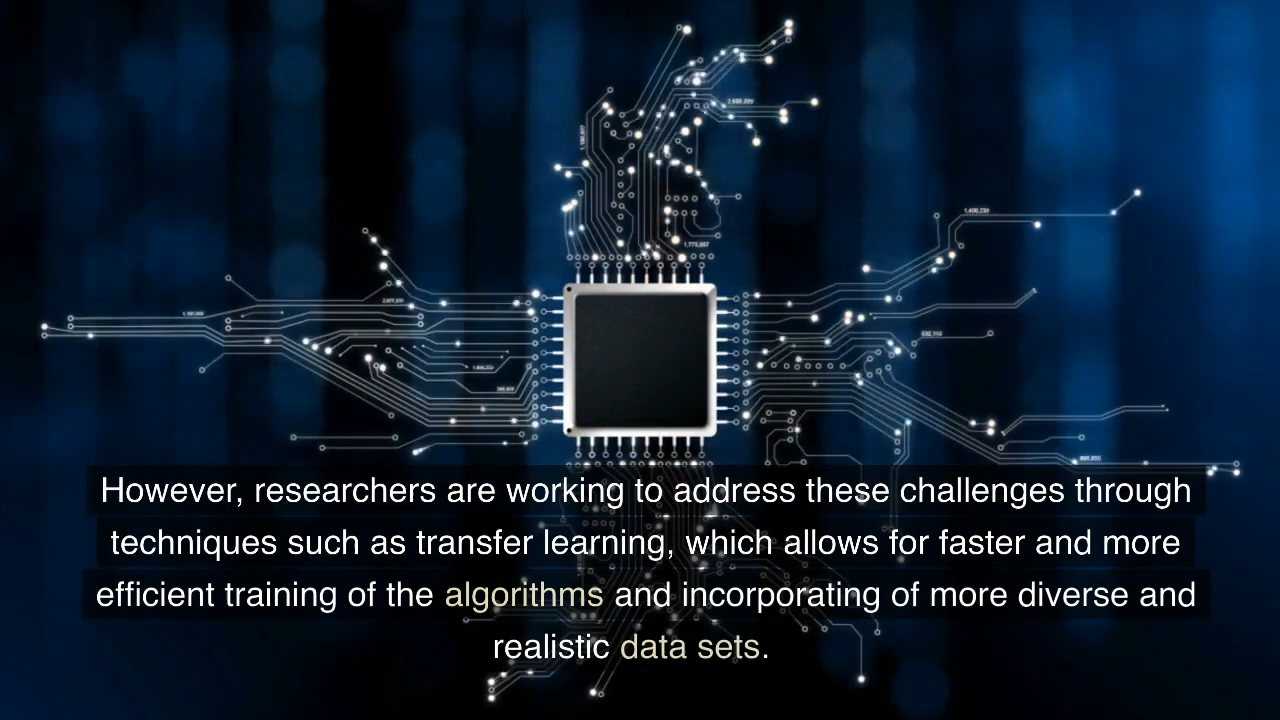 However, researchers are working to address these challenges through
techniques such as transfer learning, which allows for faster and more
efficient training of the algorithms and incorporating of more diverse and
realistic data sets.